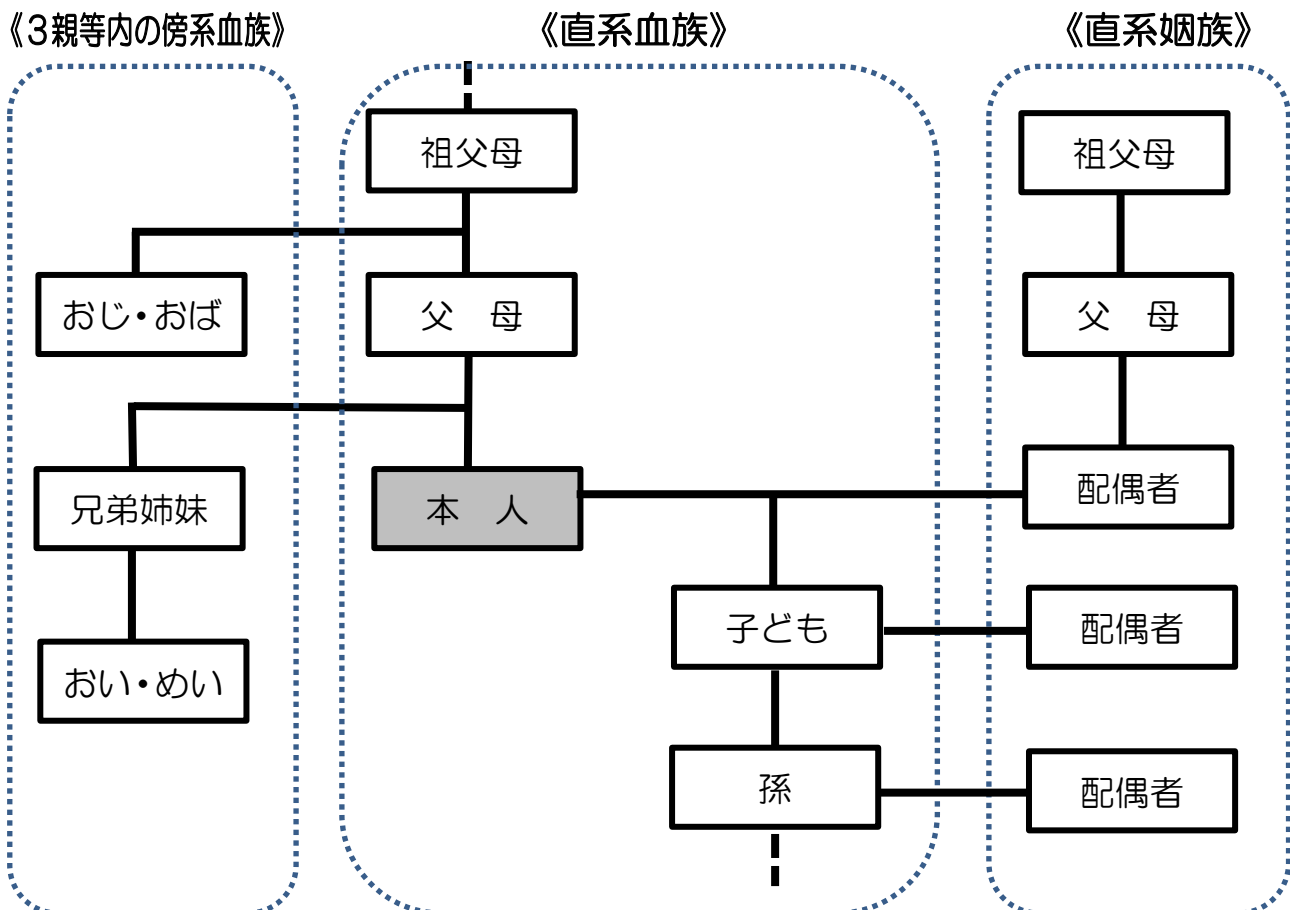 《３親等内の傍系血族》
《直系血族》
《直系姻族》
祖父母
祖父母
おじ・おば
父　母
父　母
兄弟姉妹
本　人
配偶者
子ども
配偶者
おい・めい
孫
配偶者